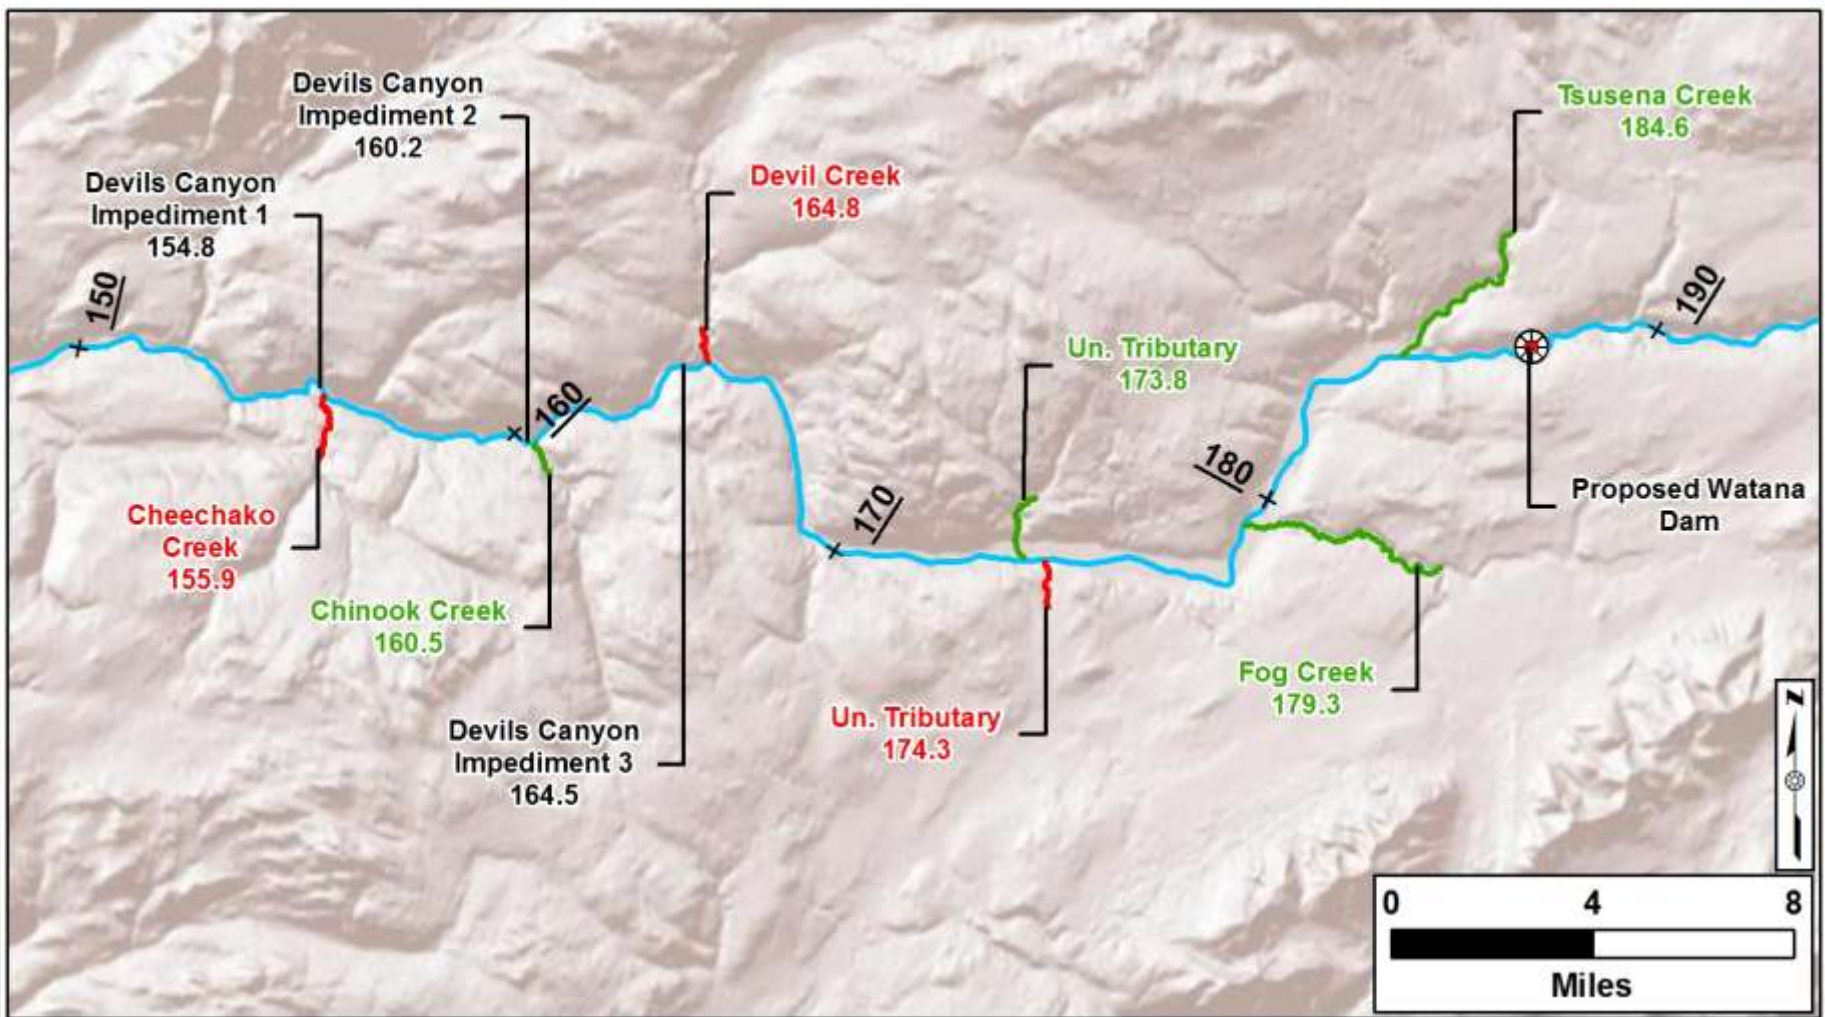 Devils Canyon
Impediment 2
160.2
Tsusena Creek
184.6
Devils Canyon
Impediment 1
154.8
Devil Creek
164.8
150
190
Un. Tributary
173.8
160
180
170
Proposed Watana
Dam
Cheechako
Creek
155.9
Chinook Creek
160.5
Fog Creek
179.3
Devils Canyon
Impediment 3
164.5
Un. Tributary
174.3
N
0 4 8
Miles